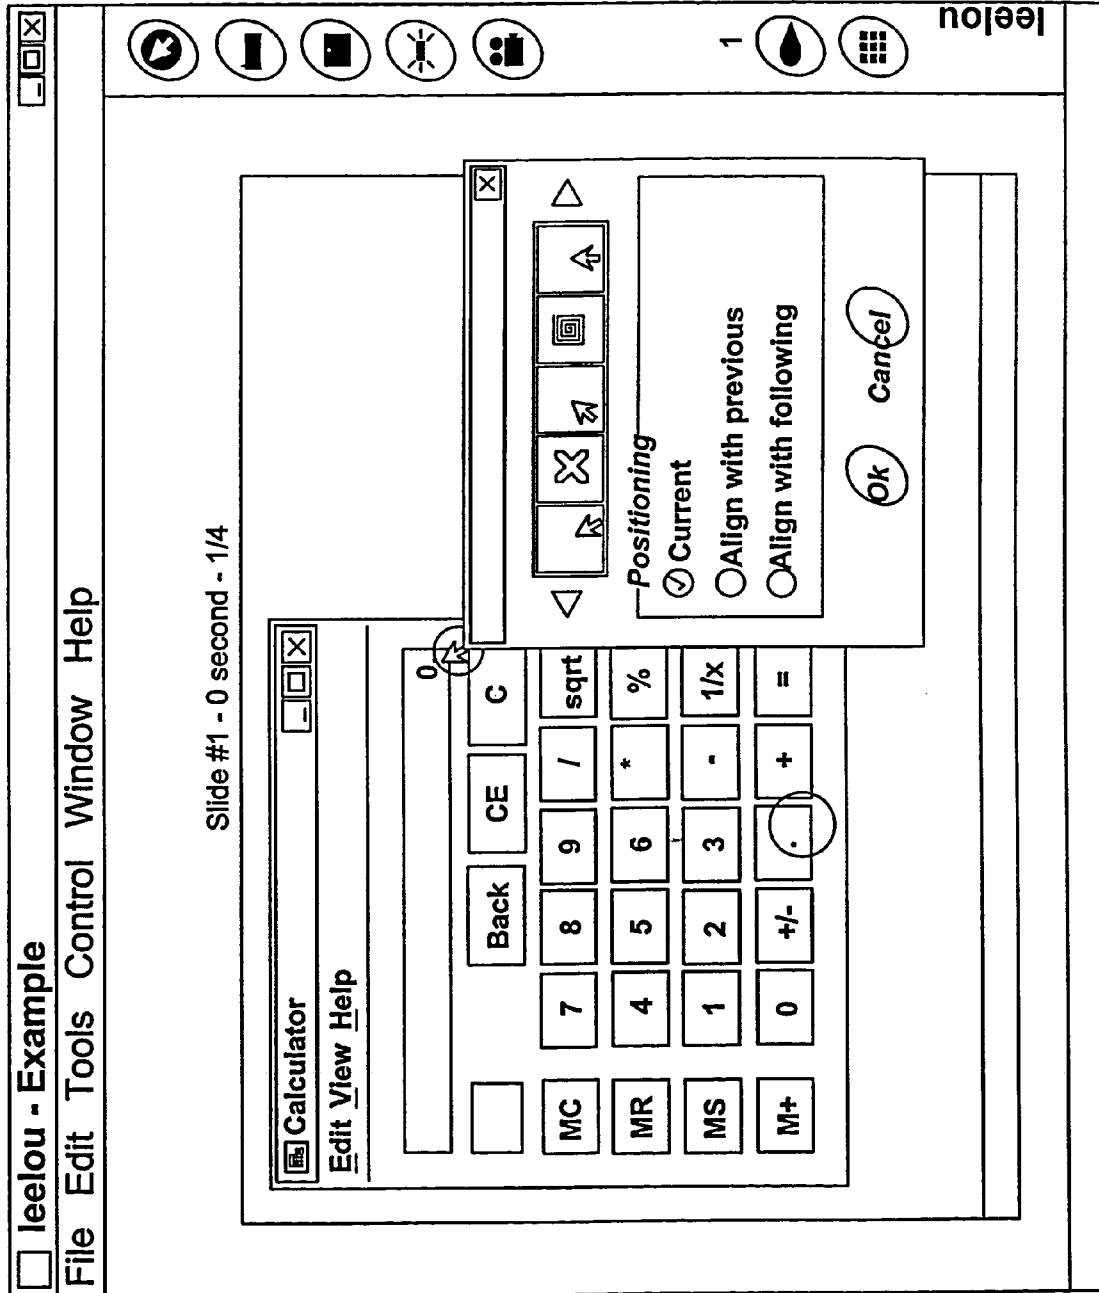 leelou - Example
File Edit Tools Control Window Help
Slide #1 - 0 second - 1/4
Calculator
Edit View Help
0
Back CE C
MC 7 8 9 / sqrt
MR 4 5 6 * %
MS 1 2 3 - 1/x
M+ 0 +/- . + =
Positioning
Current
Align with previous
Align with following
Ok Cancel
1
leelou